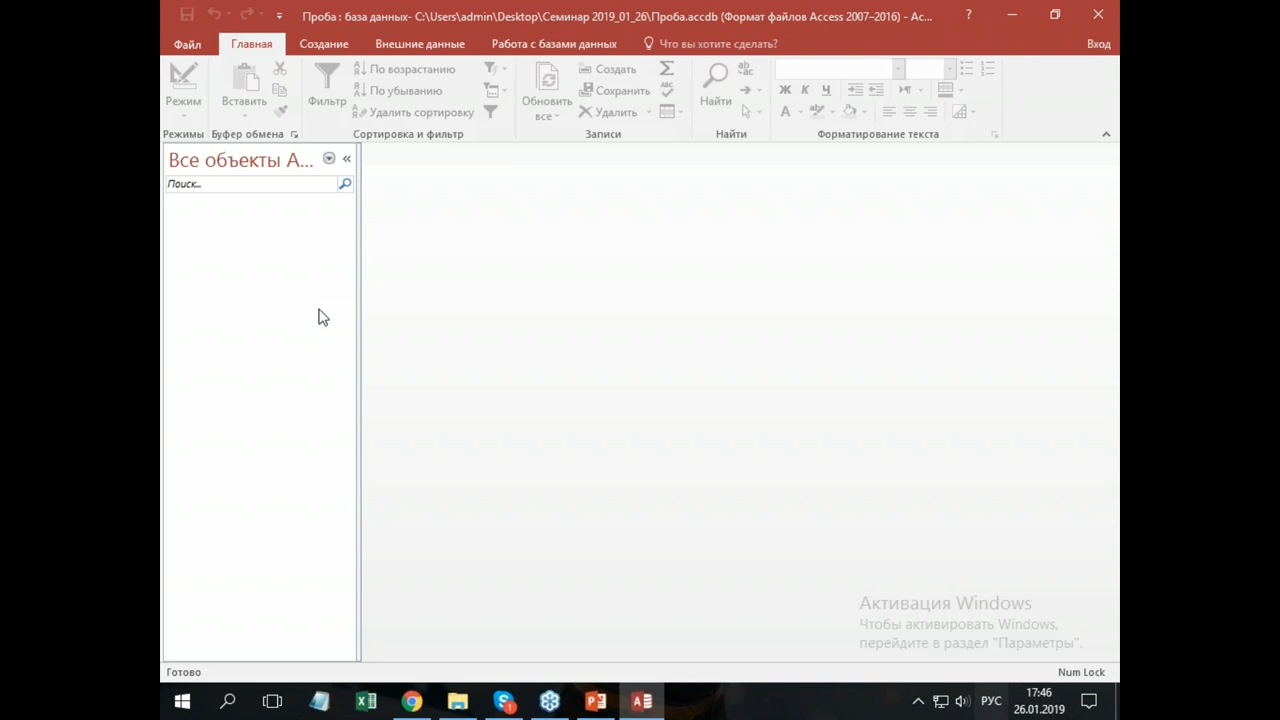 Проба : база данных- C:\Users\admin\Desktop\Семинар 2019_01_26\Проба.accdb (Формат файлов Access 2007–2016) - Ac...
?
Файл Главная Создание Внешние данные Работа с базами данных Что вы хотите сделать? Вход
Режим
Режимы
Вставить
Буфер обмена
Фильтр
По возрастанию
По убыванию
Удалить сортировку
Сортировка и фильтр
Обновить
все
Создать
Сохранить
Удалить
Записи
Найти
Найти
Ж К Ч
А
Форматирование текста
Все объекты A...
Поиск...
Активация Windows
Чтобы активировать Windows,
перейдите в раздел "Параметры".
Готово
Num Lock
РУС
17:46
26.01.2019